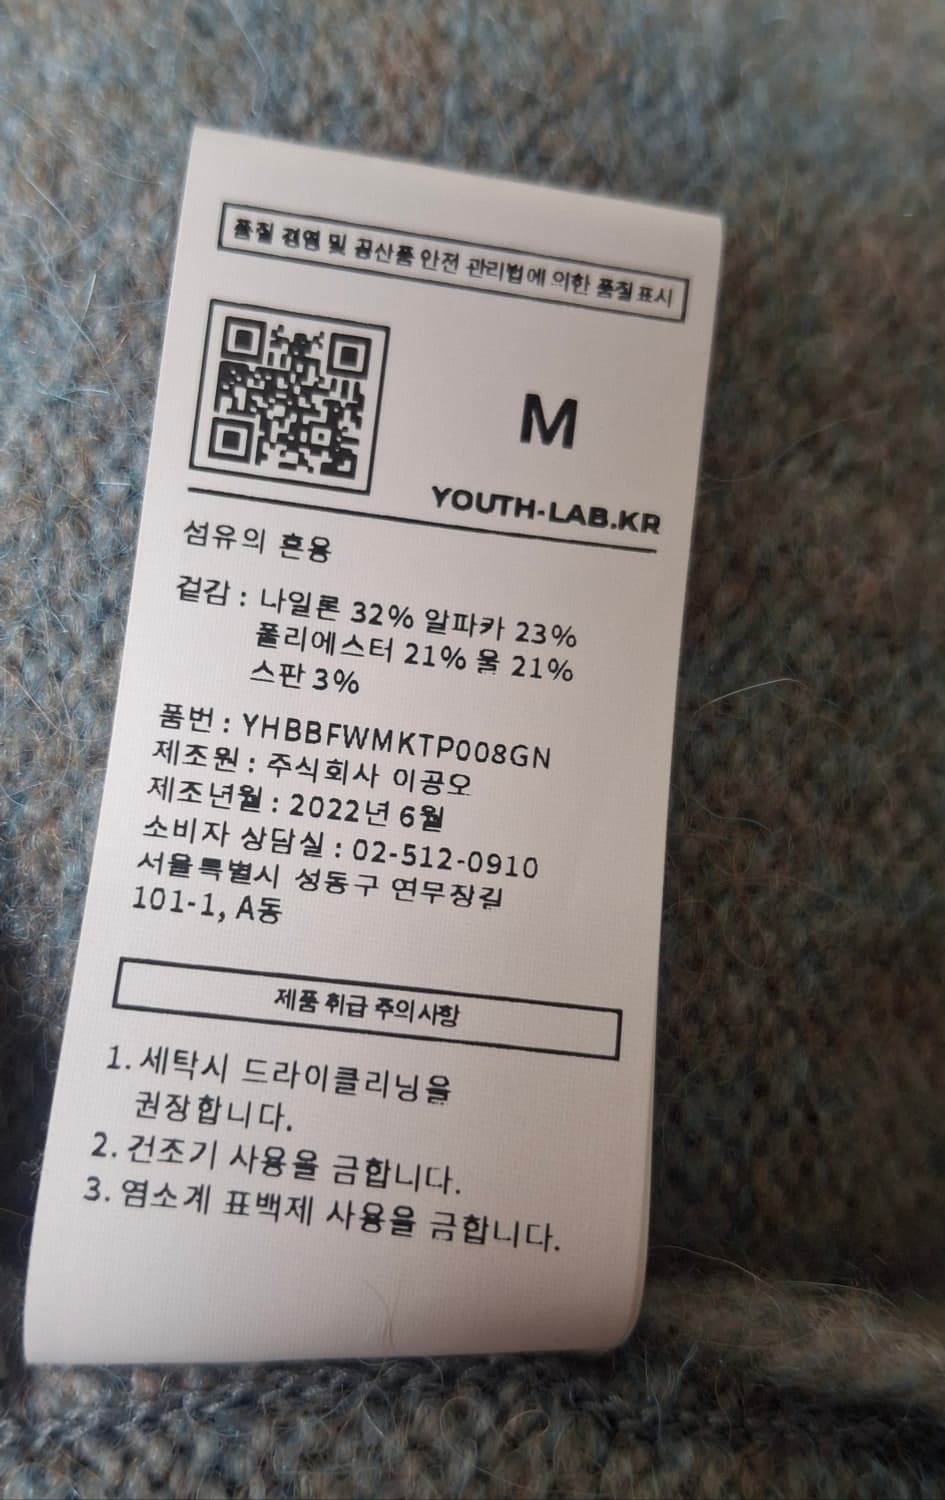 품질 경영 및 공산품 안전 관리법에 의한 품질표시
M
YOUTH-LAB.KR
섬유의 혼용
겉감 : 나일론 32% 알파카 23%
폴리에스터 21% 울 21%
스판 3%
품번 : YHBBFWMKTP008GN
제조원 : 주식회사 이공오
제조년월 : 2022년 6월
소비자 상담실 : 02-512-0910
서울특별시 성동구 연무장길
101-1, A동
제품 취급 주의사항
1. 세탁시 드라이클리닝을
권장합니다.
2. 건조기 사용을 금합니다.
3. 염소계 표백제 사용을 금합니다.